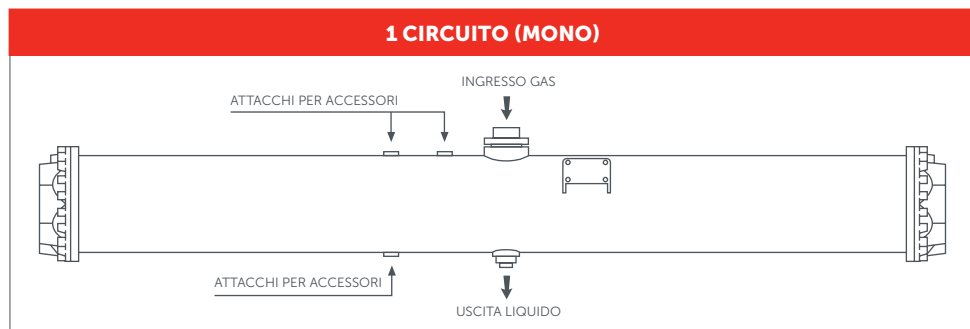 1 CIRCUITO (MONO)
INGRESSO GAS
ATTACCHI PER ACCESSORI
ATTACCHI PER ACCESSORI
USCITA LIQUIDO